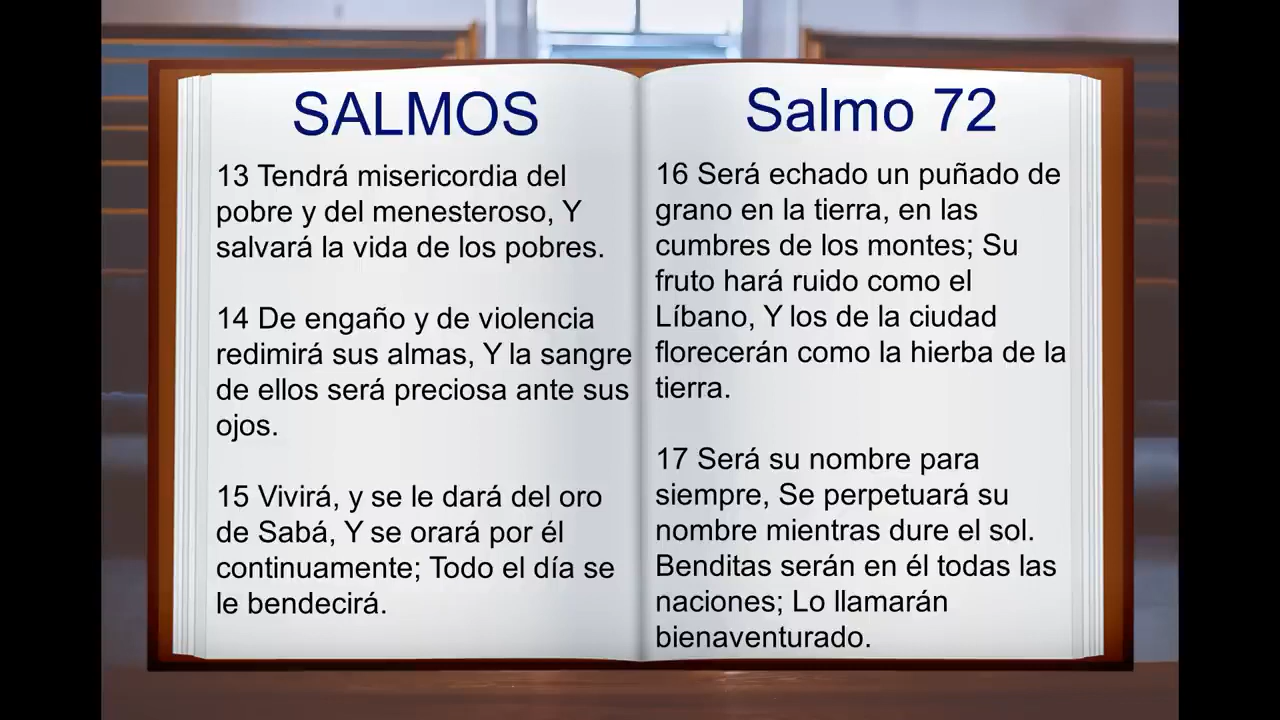 SALMOS
13 Tendrá misericordia del
pobre y del menesteroso, Y
salvará la vida de los pobres.
14 De engaño y de violencia
redimirá sus almas, Y la sangre
de ellos será preciosa ante sus
ojos.
15 Vivirá, y se le dará del oro
de Sabá, Y se orará por él
continuamente; Todo el día se
le bendecirá.
Salmo 72
16 Será echado un puñado de
grano en la tierra, en las
cumbres de los montes; Su
fruto hará ruido como el
Líbano, Y los de la ciudad
florecerán como la hierba de la
tierra.
17 Será su nombre para
siempre, Se perpetuará su
nombre mientras dure el sol.
Benditas serán en él todas las
naciones; Lo llamarán
bienaventurado.